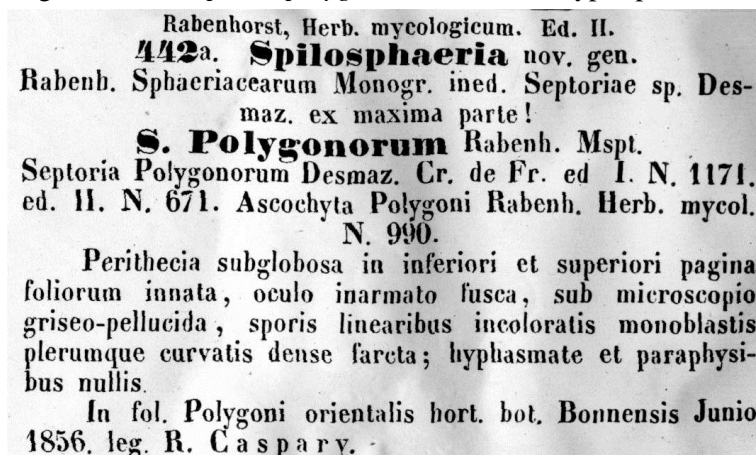 Rabenhorst, Herb. mycologicum. Ed. II.
442a. Spilosphaeria nov. gen.
Rabenh. Sphaeriacearum Monogr. ined. Septoriae sp. Des-
maz. ex maxima parte!
S. Polygonorum Rabenh. Mspt.
Septoria Polygonorum Desmaz. Cr. de Fr. ed I. N. 1171.
ed. II. N. 671. Ascochyta Polygoni Rabenh. Herb. mycol.
N. 990.
Perithecia subglobosa in inferiori et superiori pagina
foliorum innata, oculo inarmato fusca, sub microscopio
griseo-pellucida, sporis linearibus incoloratis monoblastis
plerumque curvatis dense farcta; hyphasmate et paraphysi-
bus nullis.
In fol. Polygoni orientalis hort. bot. Bonnensis Junio
1856. leg. R. Caspary.